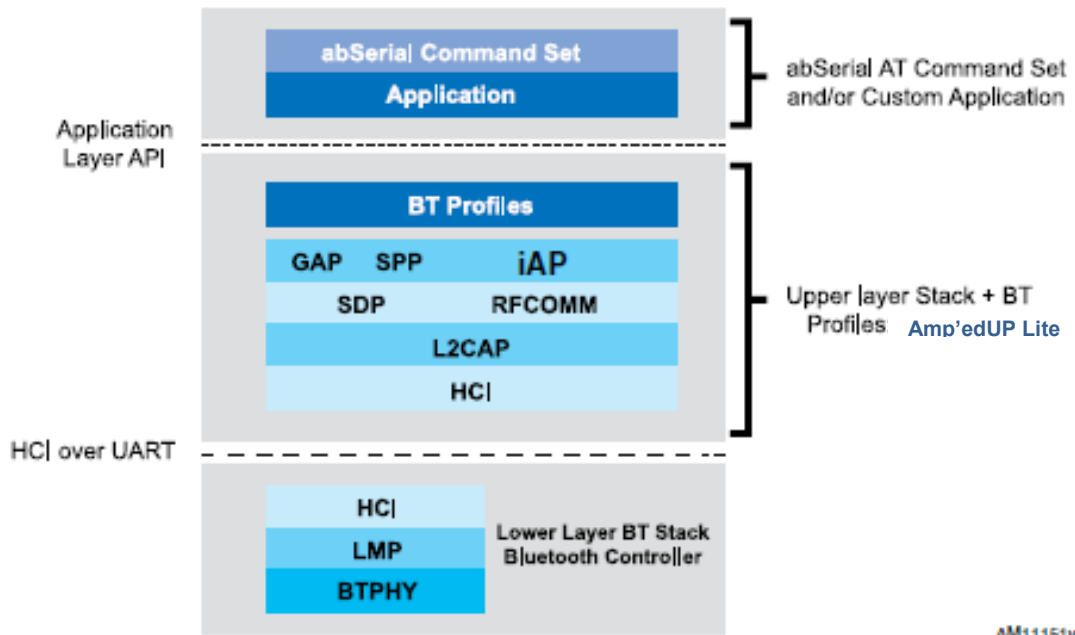 abSerial Command Set
Application
abSerial AT Command Set
and/or Custom Application
Application
Layer API
BT Profiles
GAP SPP iAP
SDP RFCOMM
L2CAP
HCI
Upper layer Stack + BT
Profiles: Amp'edUP Lite
HCI over UART
HCI
LMP
BTPHY
Lower Layer BT Stack
Bluetooth Controller